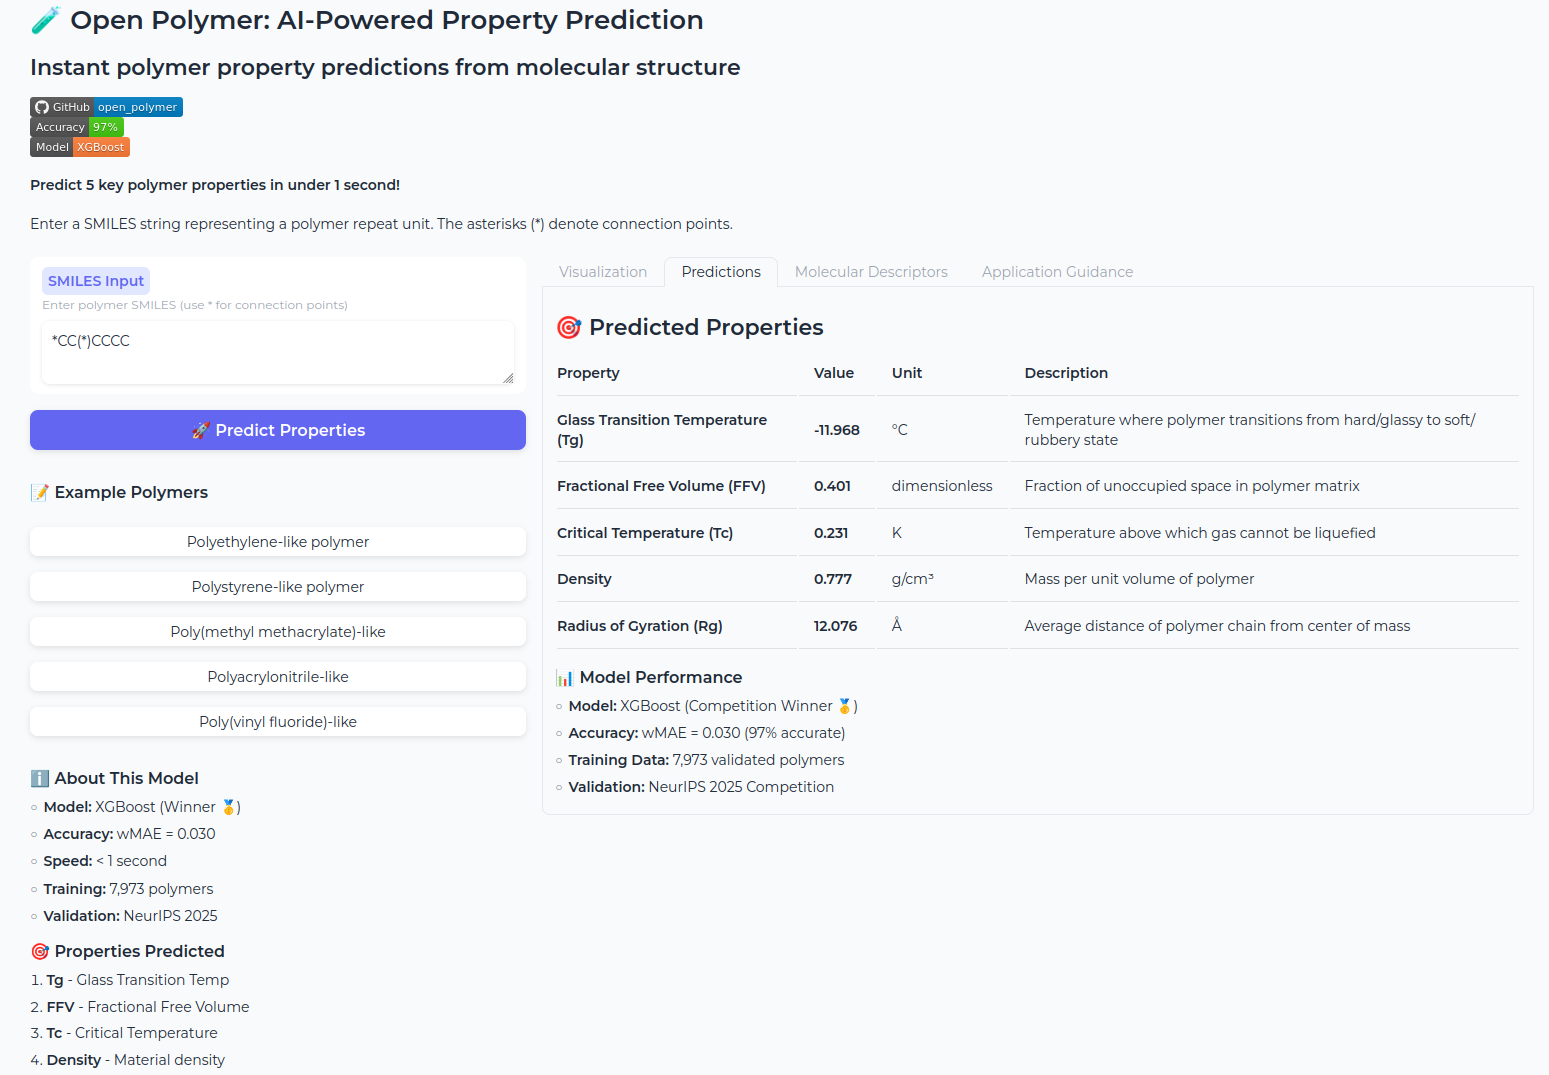 🧪 Open Polymer: AI-Powered Property Prediction
Instant polymer property predictions from molecular structure
GitHub open_polymer
Accuracy 97%
Model XGBoost
Predict 5 key polymer properties in under 1 second!
Enter a SMILES string representing a polymer repeat unit. The asterisks (*) denote connection points.
SMILES Input
Enter polymer SMILES (use * for connection points)
*CC(*)CCCC
🚀 Predict Properties
📝 Example Polymers
Polyethylene-like polymer
Polystyrene-like polymer
Poly(methyl methacrylate)-like
Polyacrylonitrile-like
Poly(vinyl fluoride)-like
ℹ️ About This Model
Model: XGBoost (Winner 🥇)
Accuracy: wMAE = 0.030
Speed: < 1 second
Training: 7,973 polymers
Validation: NeurIPS 2025
🎯 Properties Predicted
1. Tg - Glass Transition Temp
2. FFV - Fractional Free Volume
3. Tc - Critical Temperature
4. Density - Material density
Visualization Predictions Molecular Descriptors Application Guidance
🎯 Predicted Properties
Property Value Unit Description
Glass Transition Temperature (Tg) -11.968 °C Temperature where polymer transitions from hard/glassy to soft/rubbery state
Fractional Free Volume (FFV) 0.401 dimensionless Fraction of unoccupied space in polymer matrix
Critical Temperature (Tc) 0.231 K Temperature above which gas cannot be liquefied
Density 0.777 g/cm³ Mass per unit volume of polymer
Radius of Gyration (Rg) 12.076 Å Average distance of polymer chain from center of mass
📊 Model Performance
Model: XGBoost (Competition Winner 🥇)
Accuracy: wMAE = 0.030 (97% accurate)
Training Data: 7,973 validated polymers
Validation: NeurIPS 2025 Competition